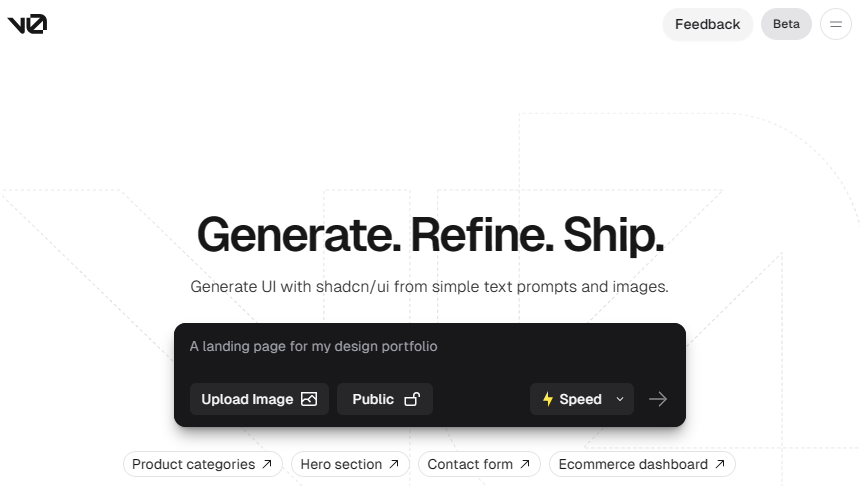 v0
Feedback
Beta
Generate. Refine. Ship.
Generate UI with shadcn/ui from simple text prompts and images.
A landing page for my design portfolio
Upload Image
Public
Speed
Product categories
Hero section
Contact form
Ecommerce dashboard